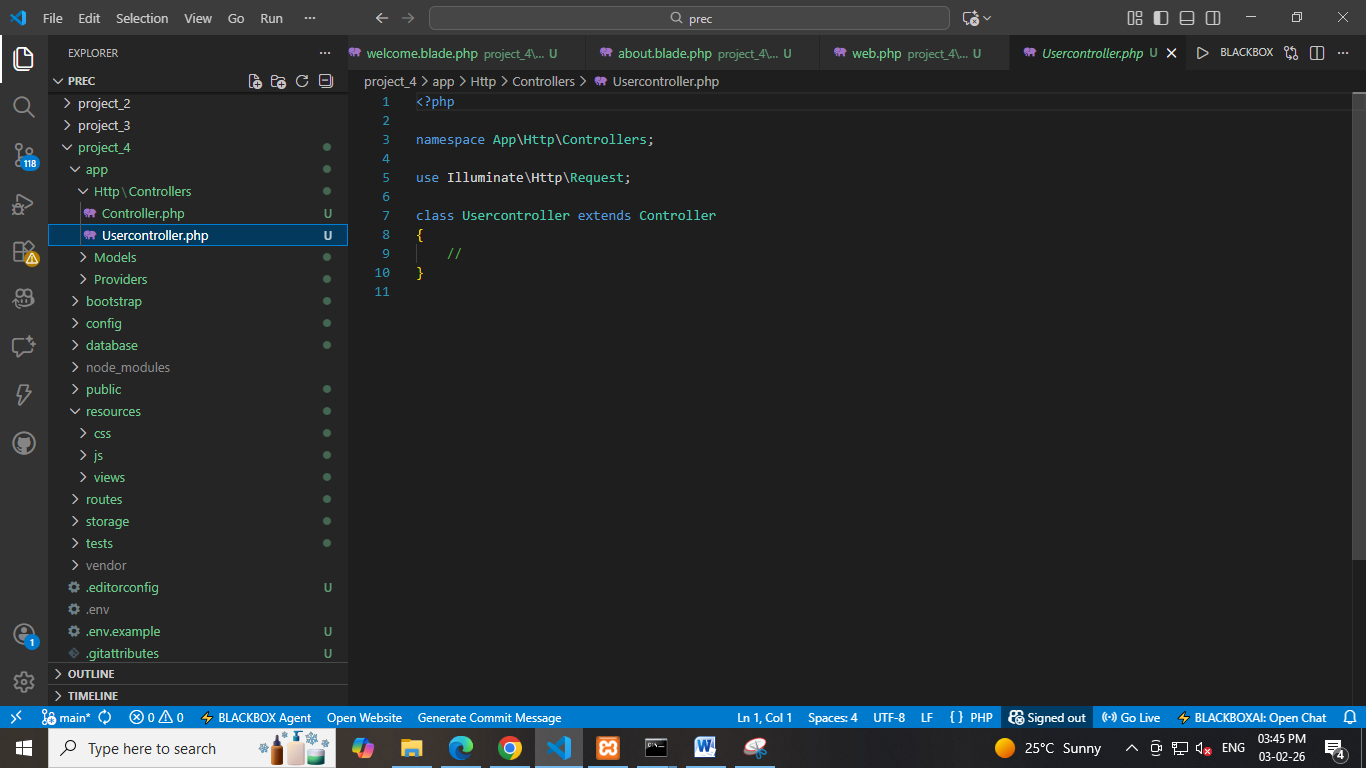 File Edit Selection View Go Run ···
prec
EXPLORER ···
PREC
project_2
project_3
project_4
app
Http\Controllers
Controller.php U
Usercontroller.php U
Models
Providers
bootstrap
config
database
node_modules
public
resources
css
js
views
routes
storage
tests
vendor
.editorconfig U
.env
.env.example U
.gitattributes U
OUTLINE
TIMELINE
118
1
welcome.blade.php project_4\... U
about.blade.php project_4\... U
web.php project_4\... U
Usercontroller.php U
BLACKBOX ···
project_4 > app > Http > Controllers > Usercontroller.php
1 <?php
2
3 namespace App\Http\Controllers;
4
5 use Illuminate\Http\Request;
6
7 class Usercontroller extends Controller
8 {
9 //
10 }
11
main* 0 0 BLACKBOX Agent Open Website Generate Commit Message
Ln 1, Col 1 Spaces: 4 UTF-8 LF { } PHP Signed out Go Live BLACKBOXAI: Open Chat
Type here to search
25°C Sunny
ENG
03:45 PM
03-02-26
4